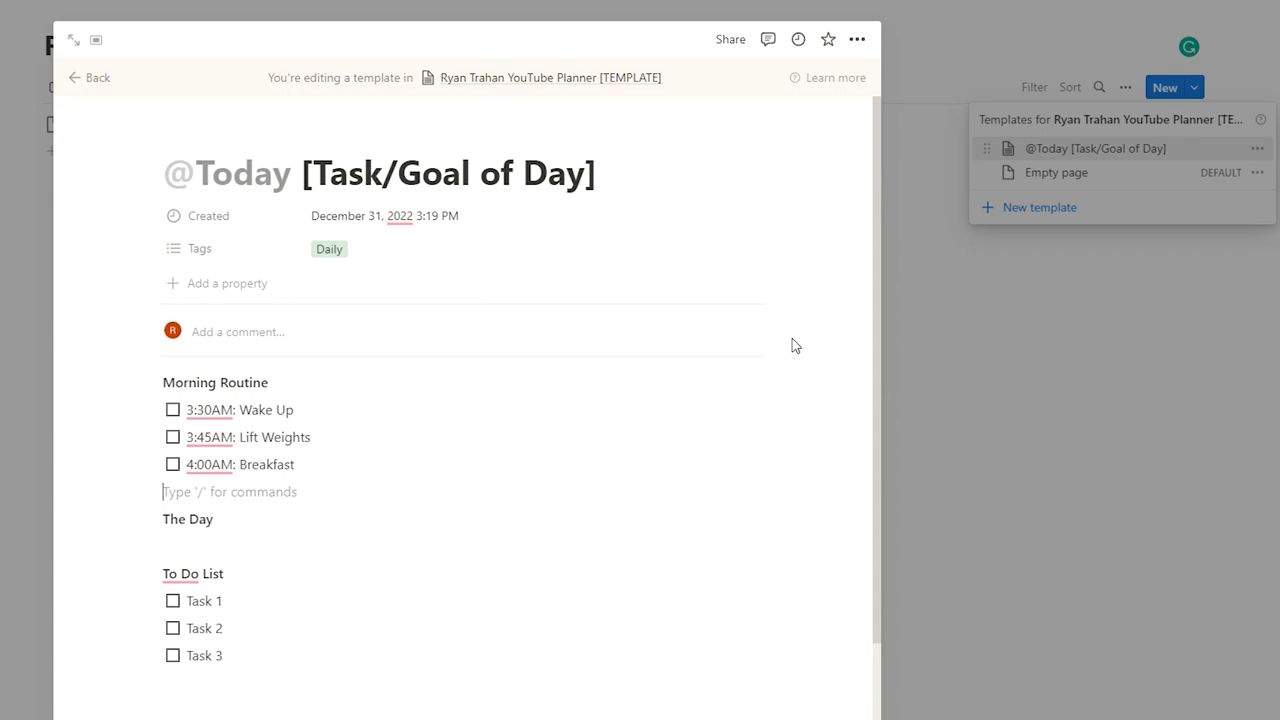 Share
Back
You're editing a template in Ryan Trahan YouTube Planner [TEMPLATE]
Learn more
@Today [Task/Goal of Day]
Created December 31, 2022 3:19 PM
Tags Daily
Add a property
R Add a comment...
Morning Routine
3:30AM: Wake Up
3:45AM: Lift Weights
4:00AM: Breakfast
Type '/' for commands
The Day
To Do List
Task 1
Task 2
Task 3
Filter Sort New
Templates for Ryan Trahan YouTube Planner [TE...
@Today [Task/Goal of Day]
Empty page DEFAULT
New template